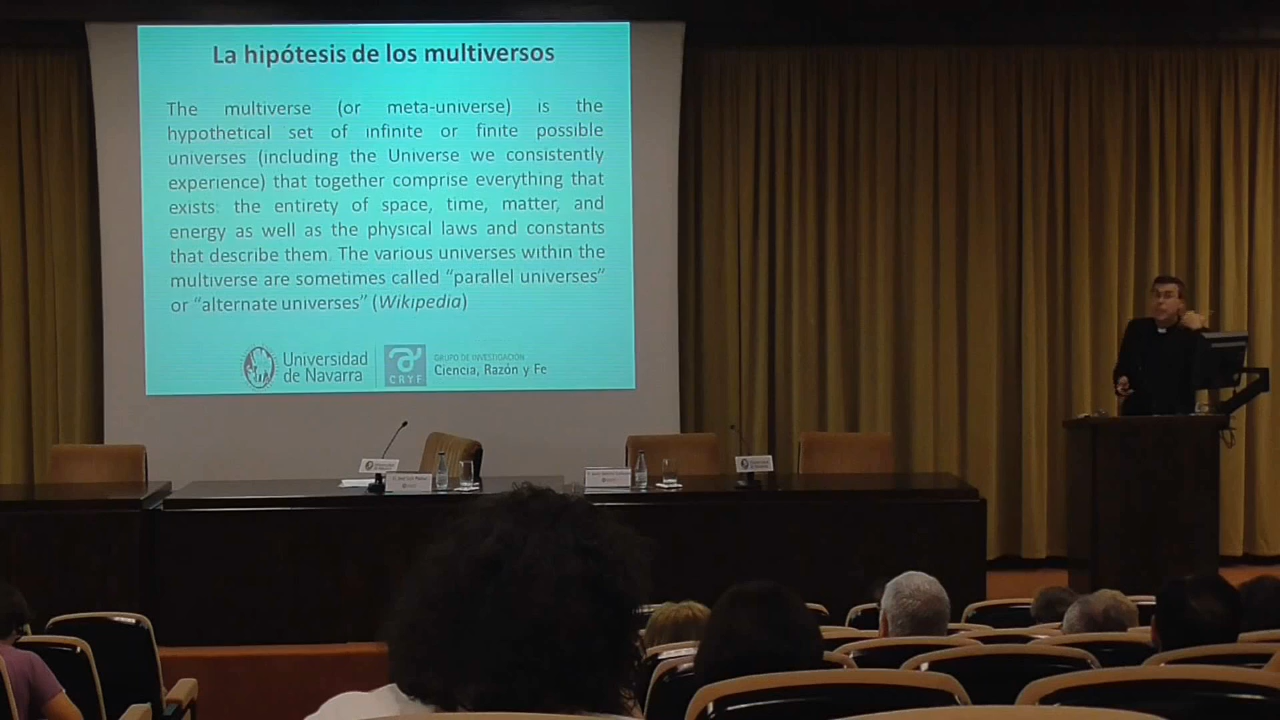 La hipótesis de los multiversos
The multiverse (or meta-universe) is the
hypothetical set of infinite or finite possible
universes (including the Universe we consistently
experience) that together comprise everything that
exists: the entirety of space, time, matter, and
energy as well as the physical laws and constants
that describe them. The various universes within the
multiverse are sometimes called “parallel universes”
or “alternate universes” (Wikipedia)
Universidad
de Navarra
CRYF
GRUPO DE INVESTIGACIÓN
Ciencia, Razón y Fe